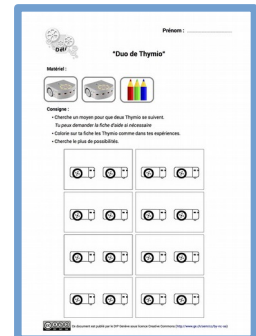 Prénom : ..............................
Défi
"Duo de Thymio"
Matériel :
Consigne :
• Cherche un moyen pour que deux Thymio se suivent.
Tu peux demander la fiche d'aide si nécessaire
• Colorie sur ta fiche les Thymio comme dans tes expériences.
• Cherche le plus de possibilités.